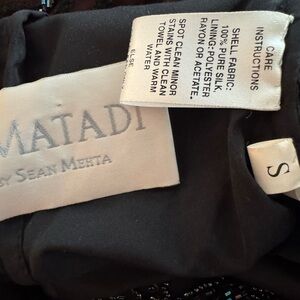 MATADI
BY SEAN MEHTA
CARE
INSTRUCTIONS
SHELL FABRIC:
100% PURE SILK.
LINING-POLYESTER
RAYON OR ACETATE.
SPOT CLEAN MINOR
STAINS WITH CLEAN
TOWEL AND WARM
WATER
ELSE
S